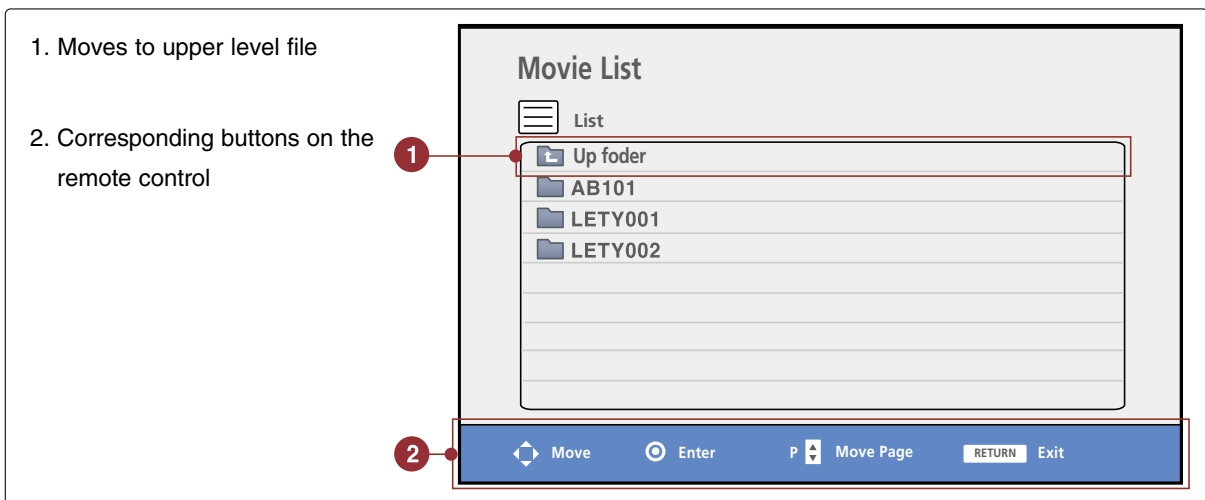 1. Moves to upper level file
2. Corresponding buttons on the
remote control
Movie List
List
1
Up foder
AB101
LETY001
LETY002
2
Move Enter P Move Page RETURN Exit